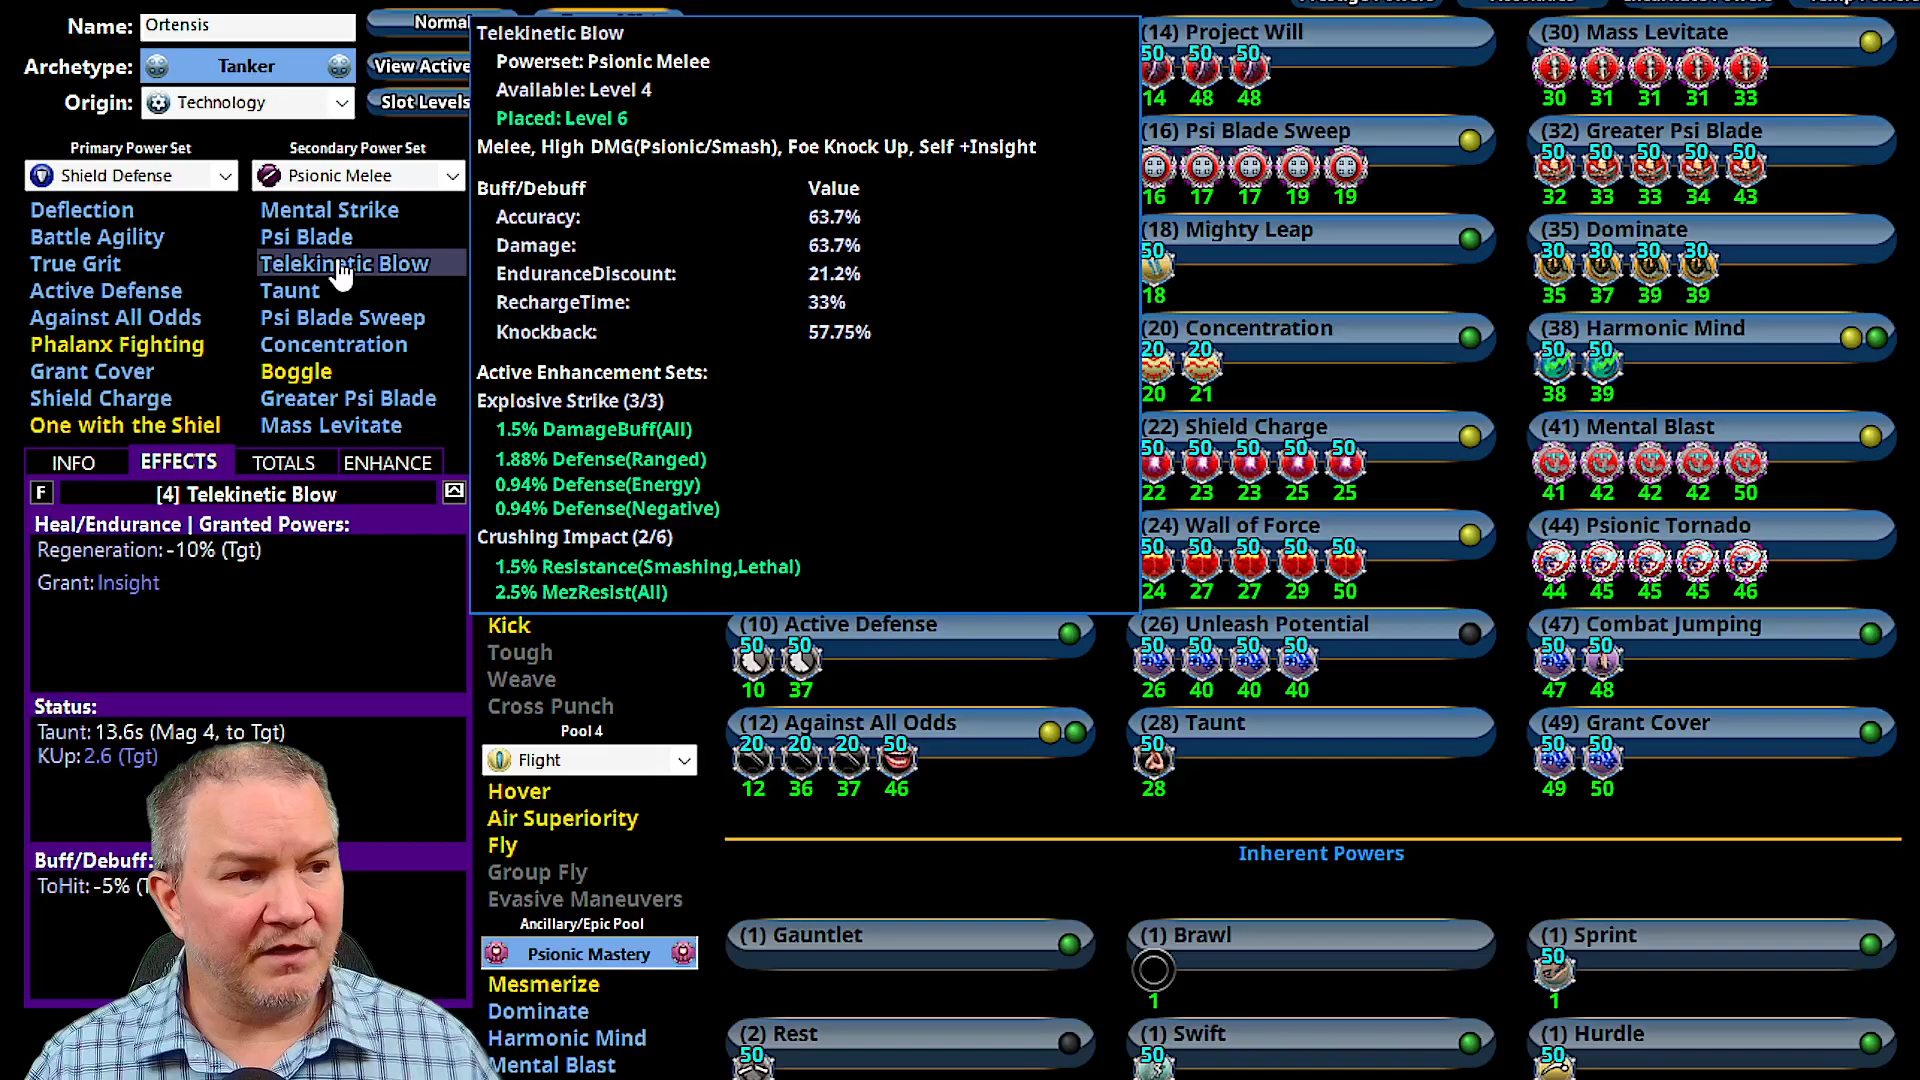 Name: Ortensis
Normal
Archetype: Tanker
View Active
Origin: Technology
Slot Levels
Primary Power Set
Secondary Power Set
Shield Defense
Psionic Melee
Deflection
Battle Agility
True Grit
Active Defense
Against All Odds
Phalanx Fighting
Grant Cover
Shield Charge
One with the Shiel
Mental Strike
Psi Blade
Telekinetic Blow
Taunt
Psi Blade Sweep
Concentration
Boggle
Greater Psi Blade
Mass Levitate
INFO EFFECTS TOTALS ENHANCE
F [4] Telekinetic Blow
Heal/Endurance | Granted Powers:
Regeneration: -10% (Tgt)
Grant: Insight
Status:
Taunt: 13.6s (Mag 4, to Tgt)
KUp: 2.6 (Tgt)
Buff/Debuff:
ToHit: -5% (T
Telekinetic Blow
Powerset: Psionic Melee
Available: Level 4
Placed: Level 6
Melee, High DMG(Psionic/Smash), Foe Knock Up, Self +Insight
Buff/Debuff Value
Accuracy: 63.7%
Damage: 63.7%
EnduranceDiscount: 21.2%
RechargeTime: 33%
Knockback: 57.75%
Active Enhancement Sets:
Explosive Strike (3/3)
1.5% DamageBuff(All)
1.88% Defense(Ranged)
0.94% Defense(Energy)
0.94% Defense(Negative)
Crushing Impact (2/6)
1.5% Resistance(Smashing,Lethal)
2.5% MezResist(All)
Kick
Tough
Weave
Cross Punch
Pool 4
Flight
Hover
Air Superiority
Fly
Group Fly
Evasive Maneuvers
Ancillary/Epic Pool
Psionic Mastery
Mesmerize
Dominate
Harmonic Mind
Mental Blast
(10) Active Defense
50 50
10 37
(12) Against All Odds
20 20 20 50
12 36 37 46
(14) Project Will
50 50 50
14 48 48
(16) Psi Blade Sweep
16 17 17 19 19
(18) Mighty Leap
50
18
(20) Concentration
20 20
20 21
(22) Shield Charge
50 50 50 50 50
22 23 23 25 25
(24) Wall of Force
50 50 50 50 50
24 27 27 29 50
(26) Unleash Potential
50 50 50 50
26 40 40 40
(28) Taunt
50
28
(30) Mass Levitate
30 31 31 31 33
(32) Greater Psi Blade
50 50 50 50 50
32 33 33 34 43
(35) Dominate
30 30 30 30
35 37 39 39
(38) Harmonic Mind
50 50
38 39
(41) Mental Blast
41 42 42 42 50
(44) Psionic Tornado
44 45 45 45 46
(47) Combat Jumping
50 50
47 48
(49) Grant Cover
50 50
49 50
Inherent Powers
(1) Gauntlet
(1) Brawl
1
(1) Sprint
50
1
(2) Rest
50
(1) Swift
50
(1) Hurdle
50